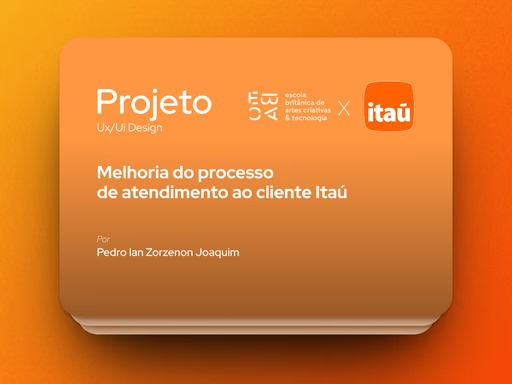 Projeto
Ux/Ui Design
EBAC
escola
britânica de
artes criativas
& tecnologia
X
itaú
Melhoria do processo
de atendimento ao cliente Itaú
Por
Pedro Ian Zorzenon Joaquim